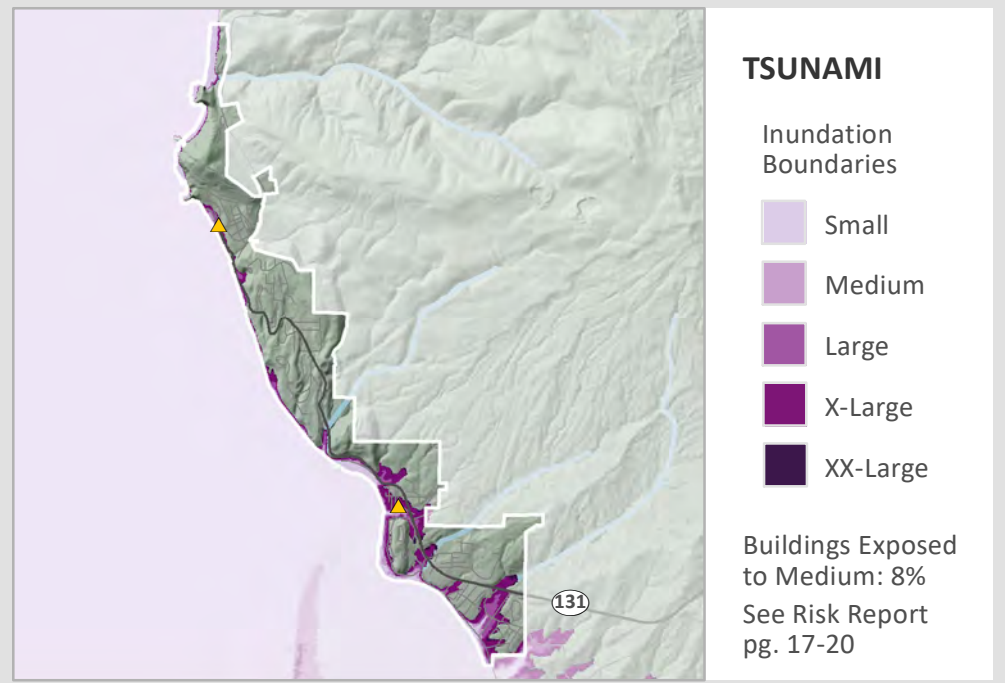 TSUNAMI
Inundation
Boundaries
Small
Medium
Large
X-Large
XX-Large
Buildings Exposed
to Medium: 8%
See Risk Report
pg. 17-20
131